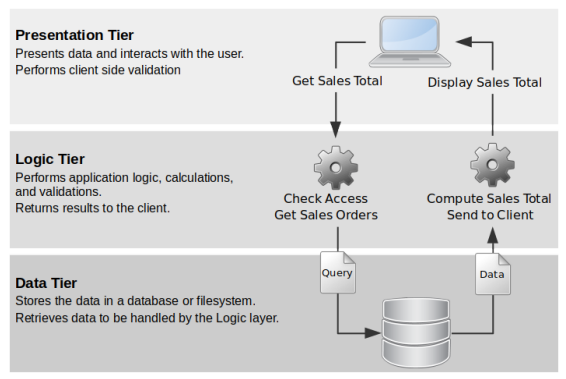 Presentation Tier
Presents data and interacts with the user.
Performs client side validation
Get Sales Total
Display Sales Total
Logic Tier
Performs application logic, calculations,
and validations.
Returns results to the client.
Check Access
Get Sales Orders
Compute Sales Total
Send to Client
Query
Data
Data Tier
Stores the data in a database or filesystem.
Retrieves data to be handled by the Logic layer.